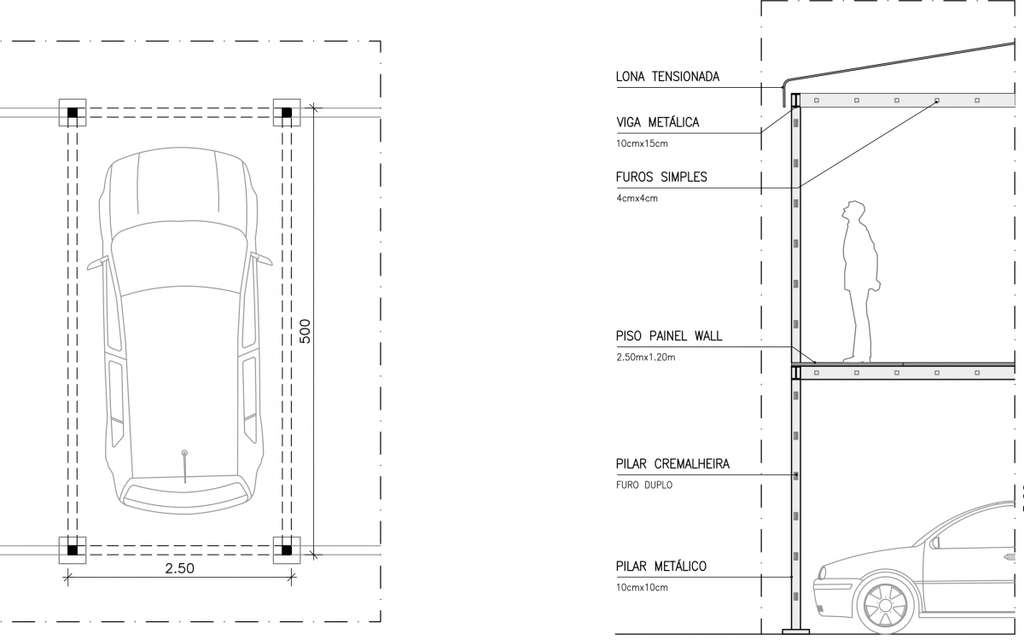 500
2.50
LONA TENSIONADA
VIGA METÁLICA
10cmx15cm
FUROS SIMPLES
4cmx4cm
PISO PAINEL WALL
2.50mx1.20m
PILAR CREMALHEIRA
FURO DUPLO
PILAR METÁLICO
10cmx10cm